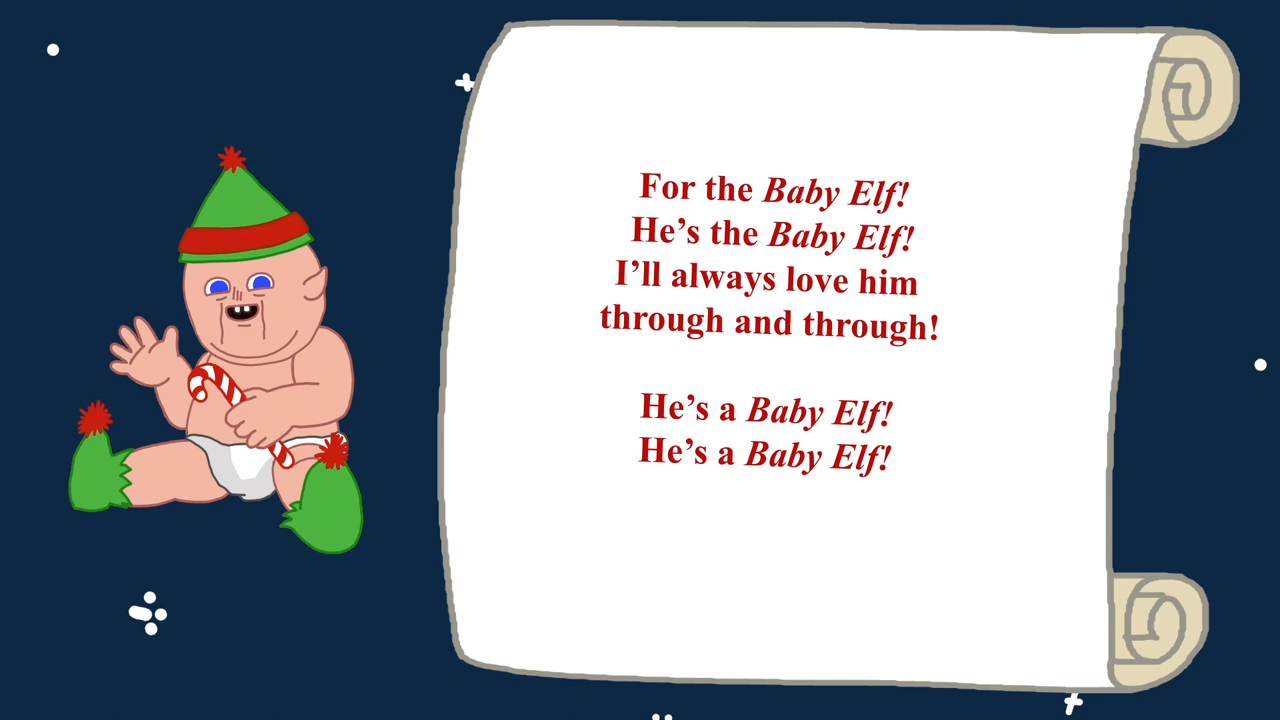 For the Baby Elf!
He’s the Baby Elf!
I’ll always love him
through and through!
He’s a Baby Elf!
He’s a Baby Elf!